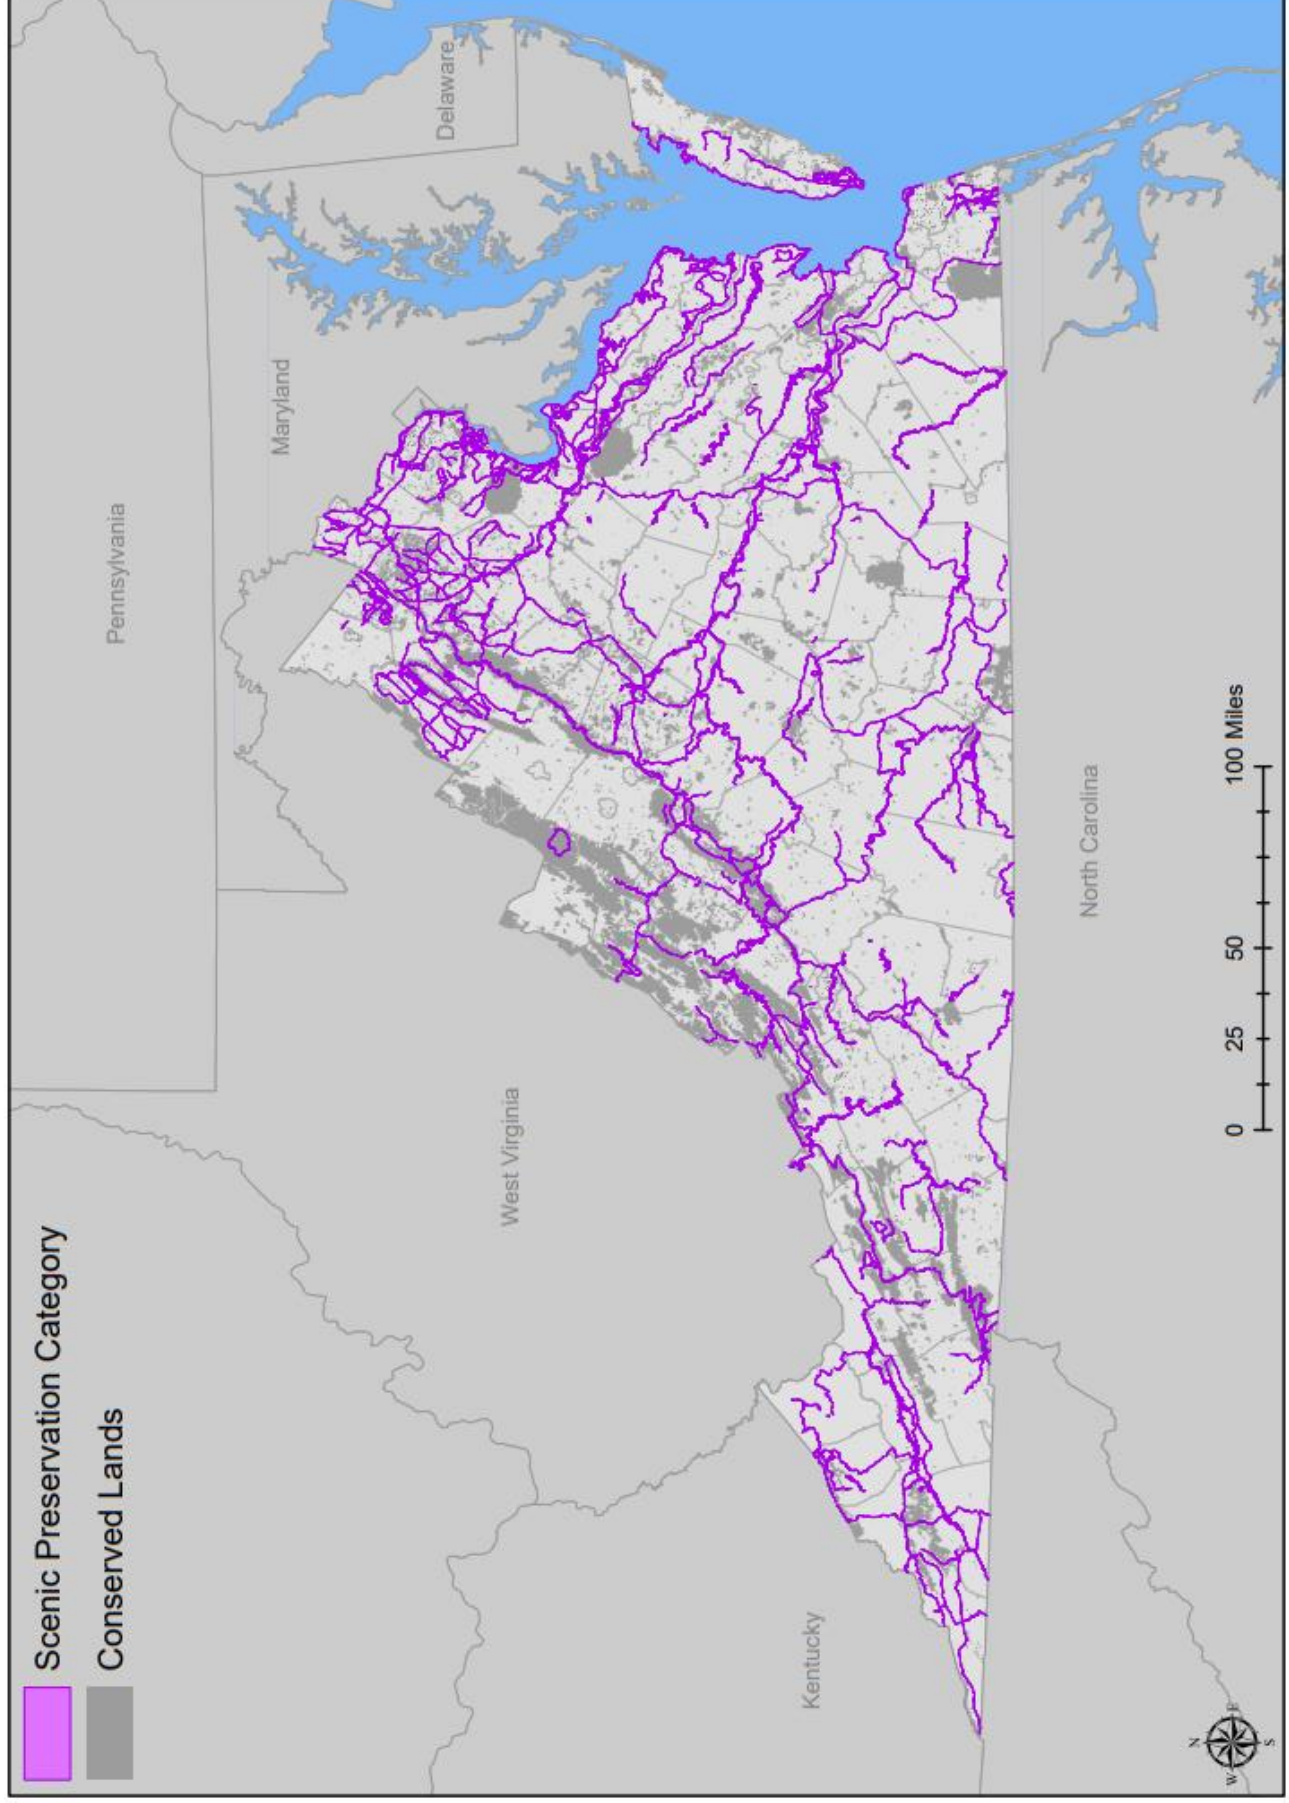 Scenic Preservation Category
Conserved Lands
Pennsylvania
Maryland
Delaware
West Virginia
Kentucky
North Carolina
0 25 50 100 Miles
N
W E
S